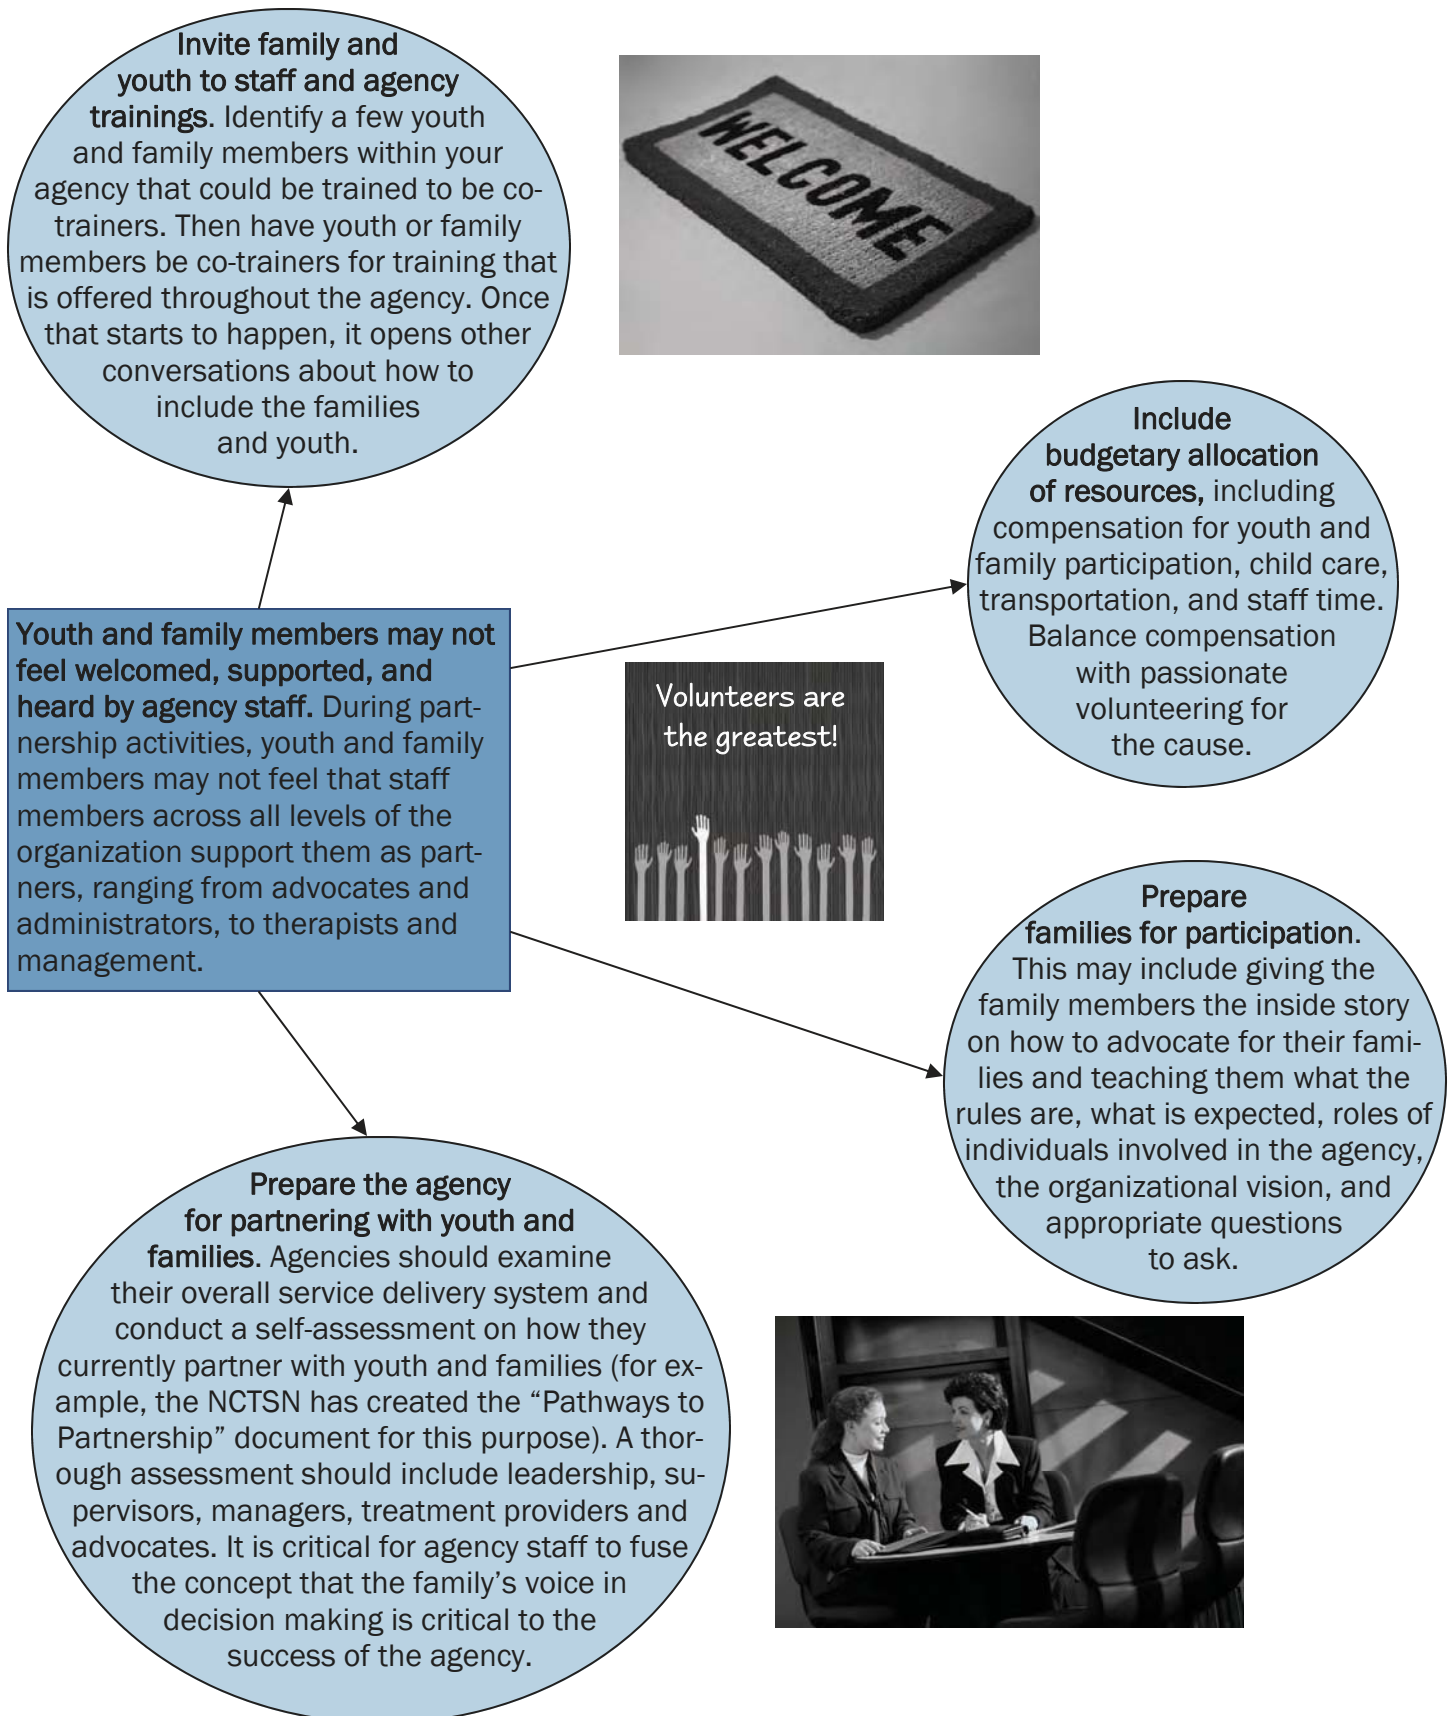 Invite family and
youth to staff and agency
trainings. Identify a few youth
and family members within your
agency that could be trained to be co-
trainers. Then have youth or family
members be co-trainers for training that
is offered throughout the agency. Once
that starts to happen, it opens other
conversations about how to
include the families
and youth.
WELCOME
Include
budgetary allocation
of resources, including
compensation for youth and
family participation, child care,
transportation, and staff time.
Balance compensation
with passionate
volunteering for
the cause.
Youth and family members may not
feel welcomed, supported, and
heard by agency staff. During part-
nership activities, youth and family
members may not feel that staff
members across all levels of the
organization support them as part-
ners, ranging from advocates and
administrators, to therapists and
management.
Volunteers are
the greatest!
Prepare
families for participation.
This may include giving the
family members the inside story
on how to advocate for their fami-
lies and teaching them what the
rules are, what is expected, roles of
individuals involved in the agency,
the organizational vision, and
appropriate questions
to ask.
Prepare the agency
for partnering with youth and
families. Agencies should examine
their overall service delivery system and
conduct a self-assessment on how they
currently partner with youth and families (for ex-
ample, the NCTSN has created the “Pathways to
Partnership” document for this purpose). A thor-
ough assessment should include leadership, su-
pervisors, managers, treatment providers and
advocates. It is critical for agency staff to fuse
the concept that the family’s voice in
decision making is critical to the
success of the agency.